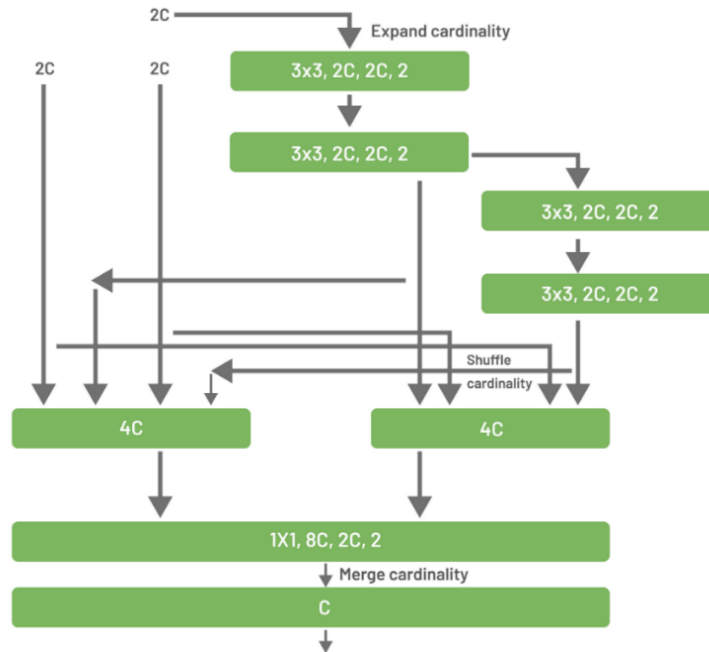 2C
Expand cardinality
2C
2C
3x3, 2C, 2C, 2
3x3, 2C, 2C, 2
3x3, 2C, 2C, 2
3x3, 2C, 2C, 2
Shuffle
cardinality
4C
4C
1X1, 8C, 2C, 2
Merge cardinality
C